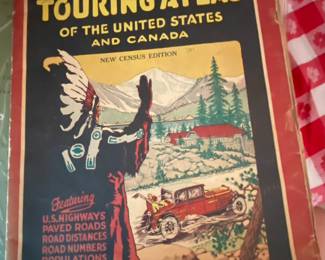 TOURING ATLAS
OF THE UNITED STATES
AND CANADA
NEW CENSUS EDITION
Featuring
U.S. HIGHWAYS
PAVED ROADS
ROAD DISTANCES
ROAD NUMBERS
POPULATIONS